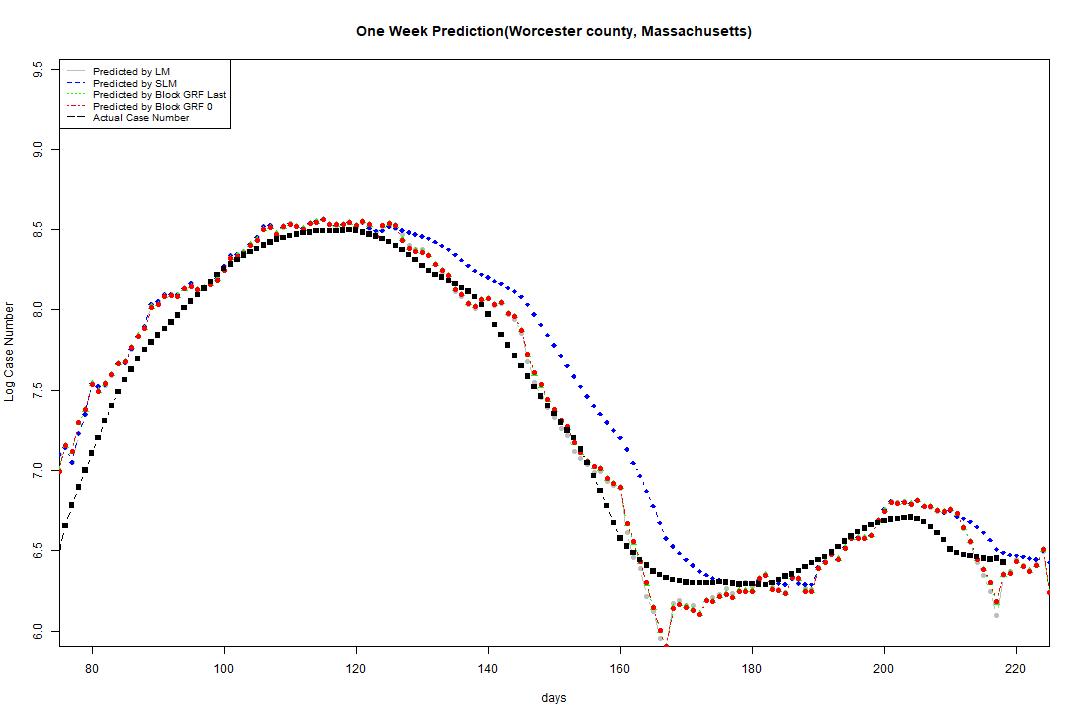 One Week Prediction(Worcester county, Massachusetts)
Predicted by LM
Predicted by SLM
Predicted by Block GRF Last
Predicted by Block GRF 0
Actual Case Number
9.5
9.0
8.5
8.0
7.5
7.0
6.5
6.0
Log Case Number
80 100 120 140 160 180 200 220
days